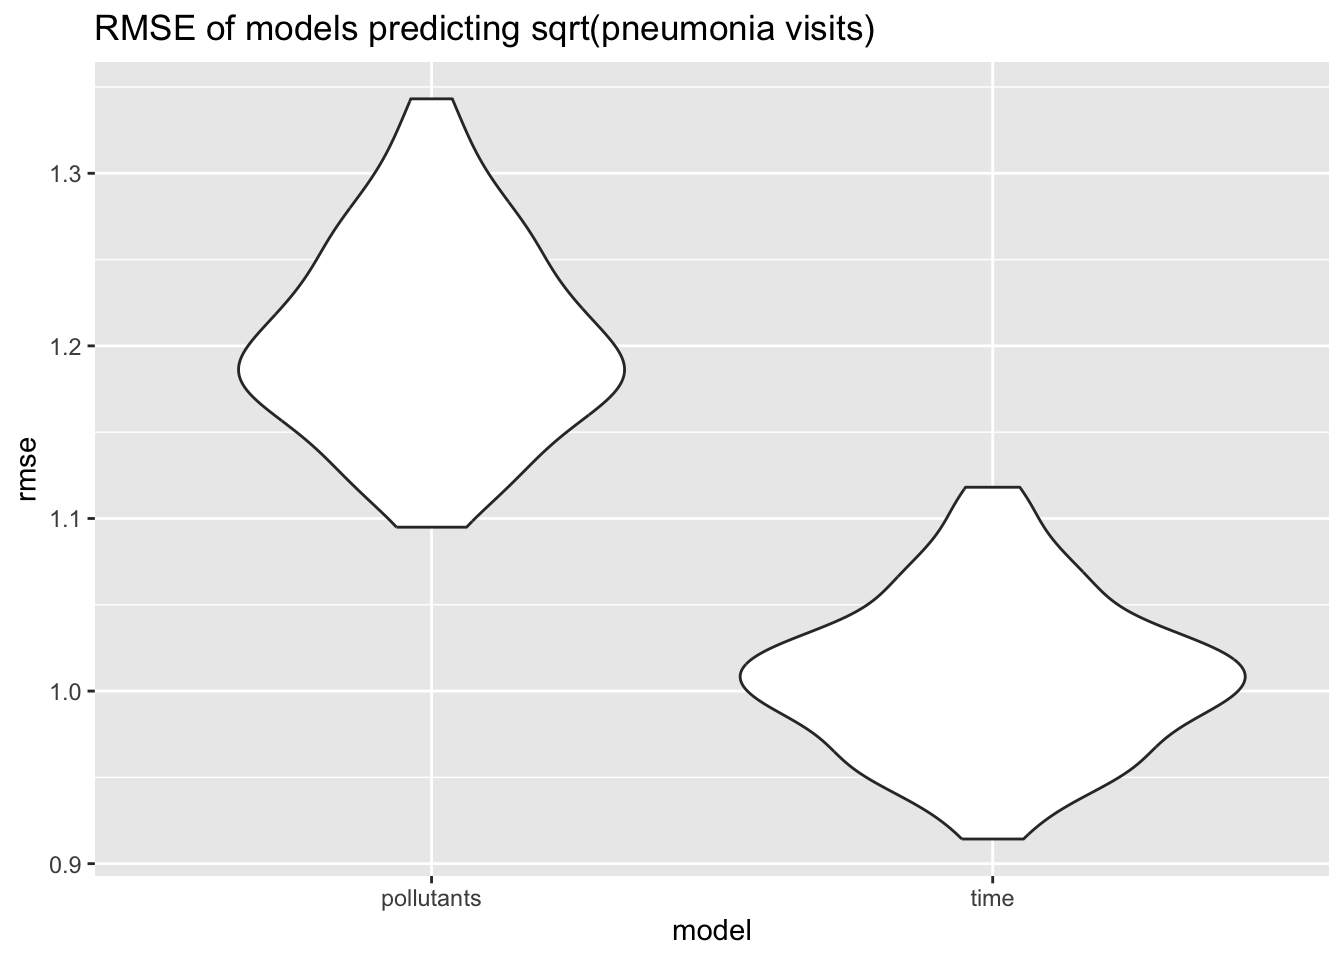 RMSE of models predicting sqrt(pneumonia visits)
1.3
1.2
1.1
1.0
0.9
rmse
pollutants
time
model